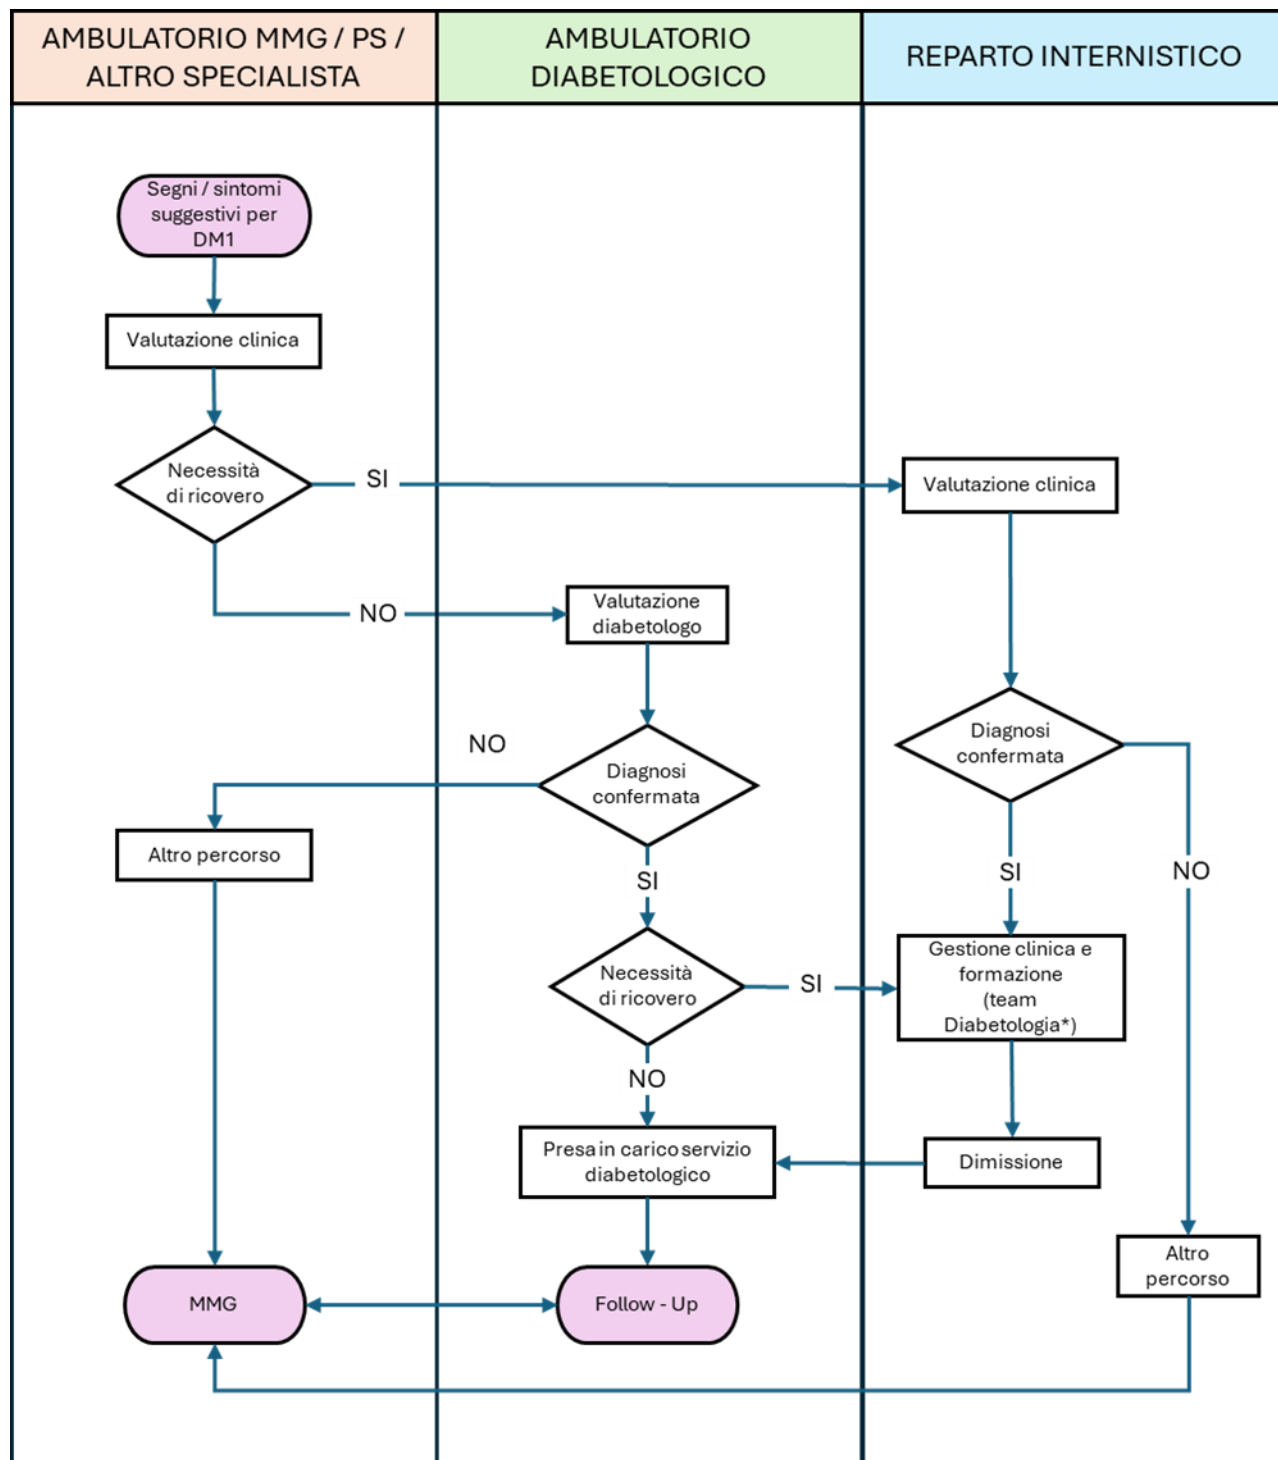 AMBULATORIO MMG / PS /
ALTRO SPECIALISTA
AMBULATORIO
DIABETOLOGICO
REPARTO INTERNISTICO
Segni / sintomi
suggestivi per
DM1
Valutazione clinica
Necessità
di ricovero
SI
Valutazione clinica
NO
Valutazione
diabetologo
NO
Diagnosi
confermata
Diagnosi
confermata
Altro percorso
SI
SI
NO
Necessità
di ricovero
SI
Gestione clinica e
formazione
(team
Diabetologia*)
NO
Presa in carico servizio
diabetologico
Dimissione
Altro
percorso
MMG
Follow - Up